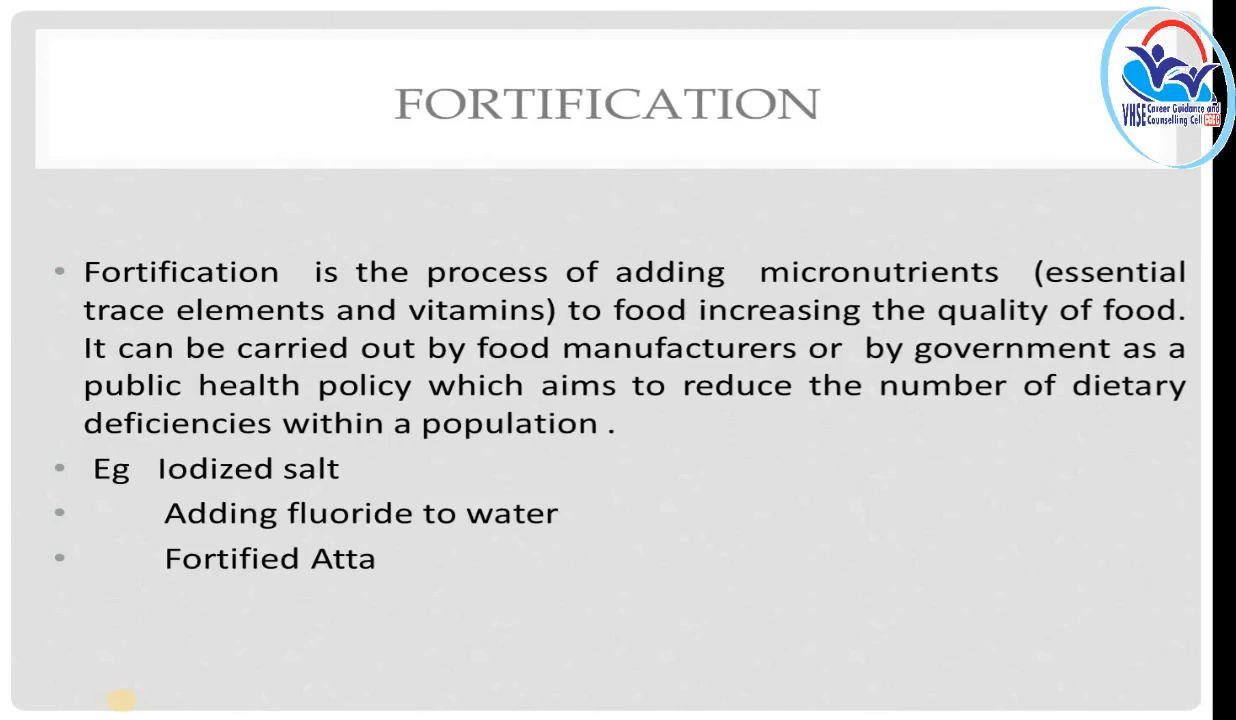 FORTIFICATION
VHSE Career Guidance and
Counselling Cell CGCC
• Fortification is the process of adding micronutrients (essential
trace elements and vitamins) to food increasing the quality of food.
It can be carried out by food manufacturers or by government as a
public health policy which aims to reduce the number of dietary
deficiencies within a population .
• Eg Iodized salt
• Adding fluoride to water
• Fortified Atta